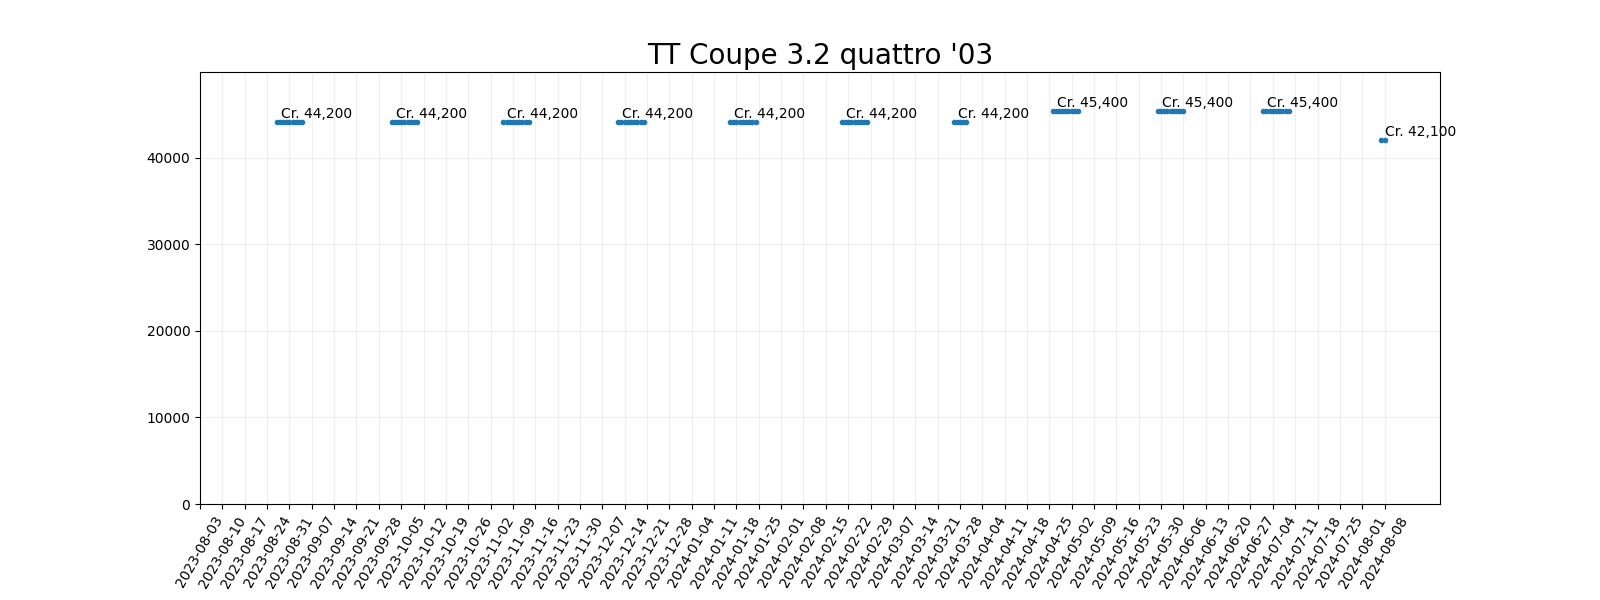 TT Coupe 3.2 quattro '03
Cr. 44,200 Cr. 44,200 Cr. 44,200 Cr. 44,200 Cr. 44,200 Cr. 44,200 Cr. 44,200 Cr. 45,400 Cr. 45,400 Cr. 45,400
Cr. 42,100
40000
30000
20000
10000
0
2023-08-03 2023-08-10 2023-08-17 2023-08-24 2023-08-31 2023-09-07 2023-09-14 2023-09-21 2023-09-28 2023-10-05 2023-10-12 2023-10-19 2023-10-26 2023-11-02 2023-11-09 2023-11-16 2023-11-23 2023-11-30 2023-12-07 2023-12-14 2023-12-21 2023-12-28 2024-01-04 2024-01-11 2024-01-18 2024-01-25 2024-02-01 2024-02-08 2024-02-15 2024-02-22 2024-02-29 2024-03-07 2024-03-14 2024-03-21 2024-03-28 2024-04-04 2024-04-11 2024-04-18 2024-04-25 2024-05-02 2024-05-09 2024-05-16 2024-05-23 2024-05-30 2024-06-06 2024-06-13 2024-06-20 2024-06-27 2024-07-04 2024-07-11 2024-07-18 2024-07-25 2024-08-01 2024-08-08